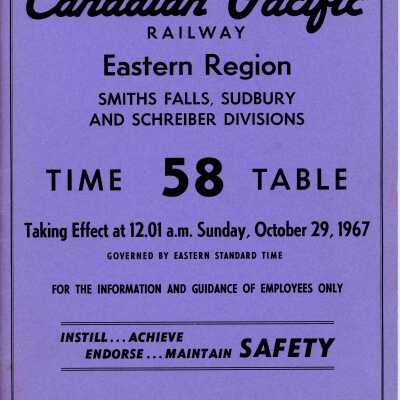 Canadian Pacific
RAILWAY
Eastern Region
SMITHS FALLS, SUDBURY
AND SCHREIBER DIVISIONS
TIME 58 TABLE
Taking Effect at 12.01 a.m. Sunday, October 29, 1967
GOVERNED BY EASTERN STANDARD TIME
FOR THE INFORMATION AND GUIDANCE OF EMPLOYEES ONLY
INSTILL...ACHIEVE
ENDORSE...MAINTAIN SAFETY